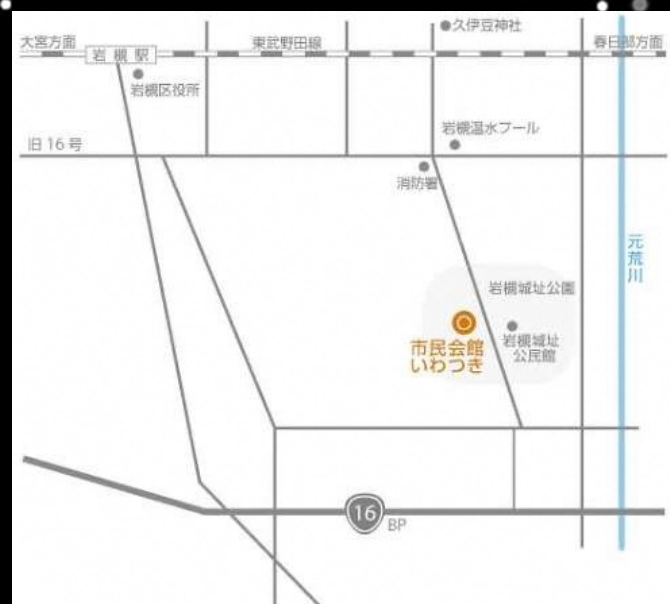 久伊豆神社
大宮方面
東武野田線
春日部方面
岩槻駅
岩槻区役所
岩槻温水プール
旧16号
消防署
元荒川
岩槻城址公園
市民会館
いわつき
岩槻城址
公民館
16
BP